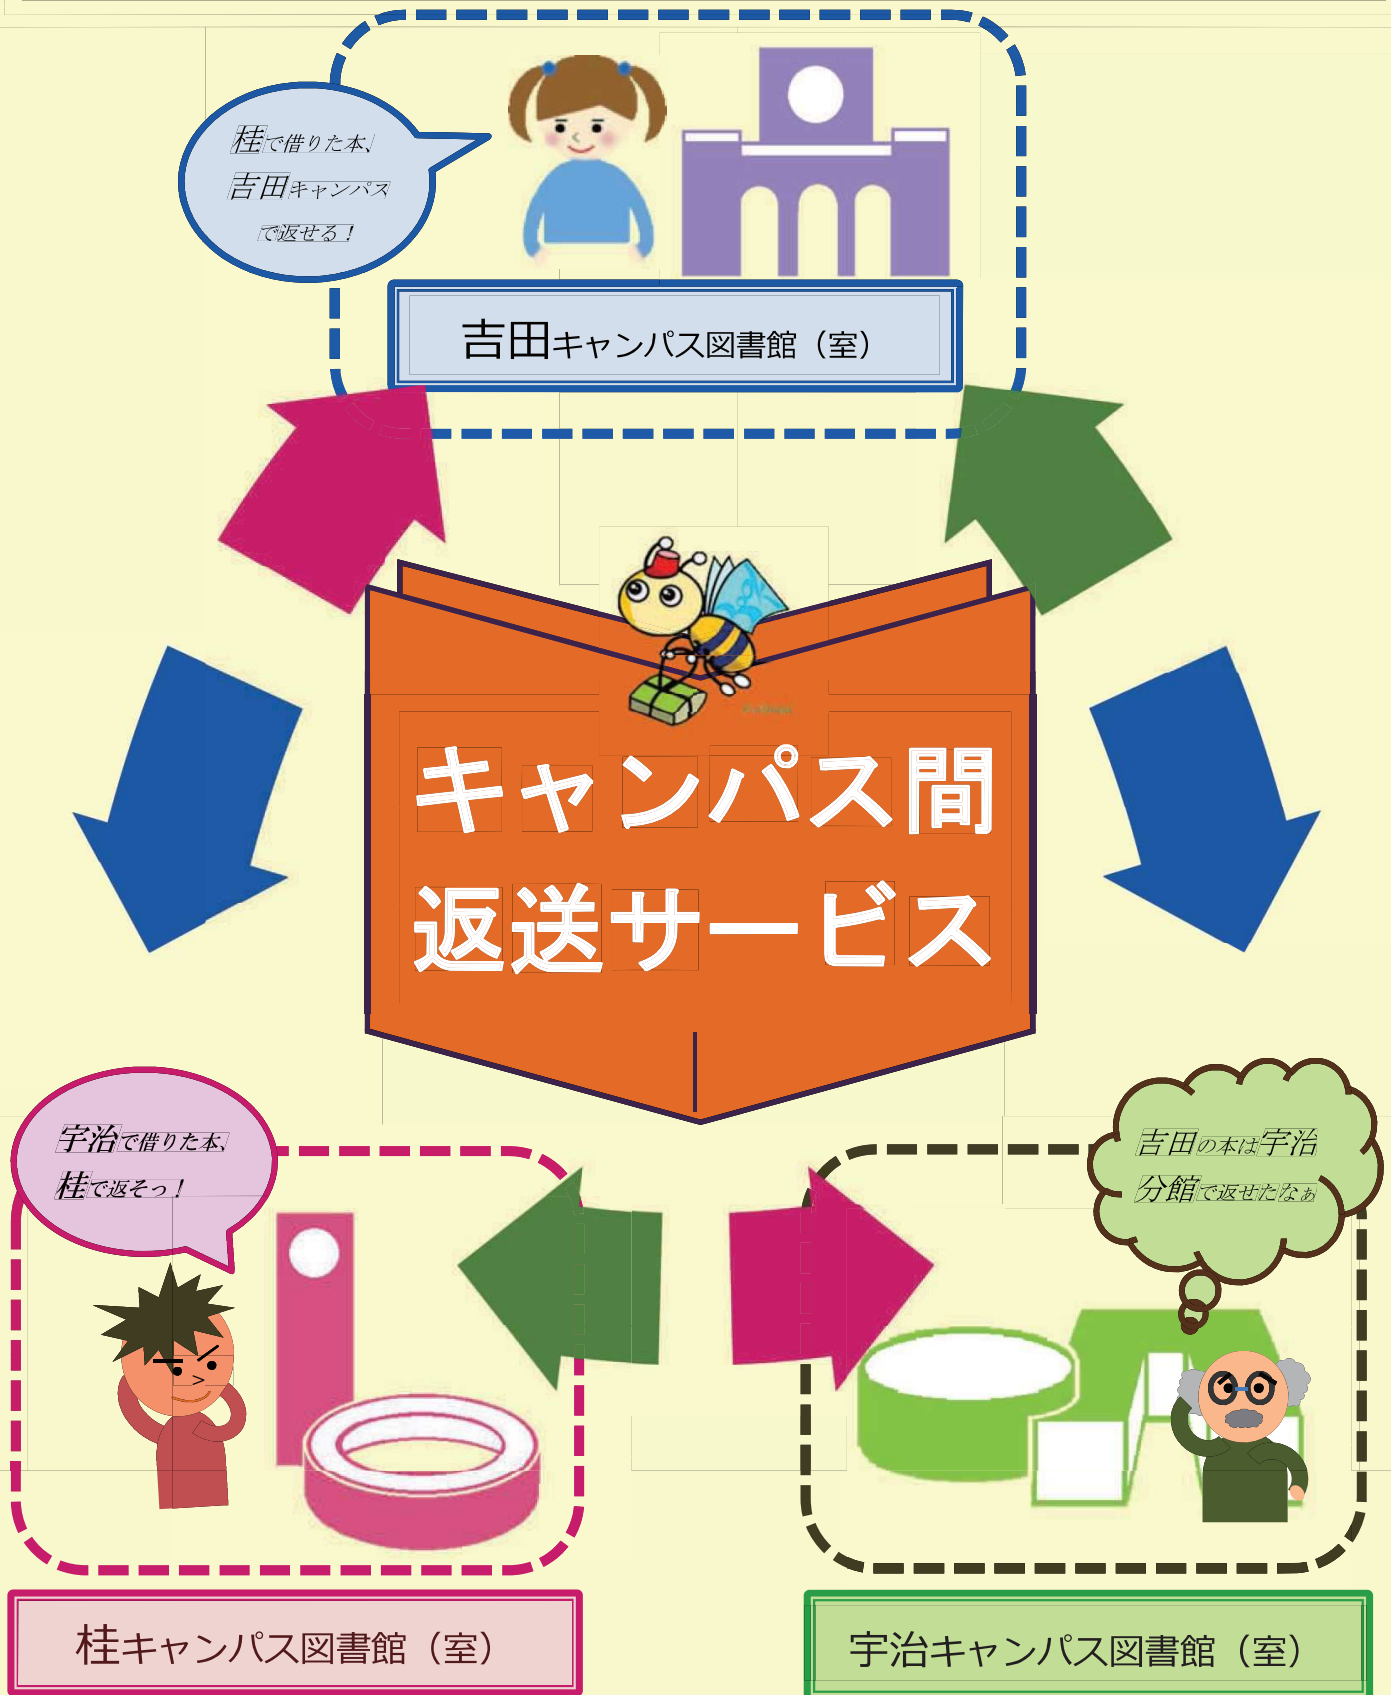 桂で借りた本、
吉田キャンパス
で返せる！
吉田キャンパス図書館（室）
キャンパス間
返送サービス
宇治で借りた本、
桂で返そっ！
吉田の本は宇治
分館で返せたなぁ
桂キャンパス図書館（室）
宇治キャンパス図書館（室）